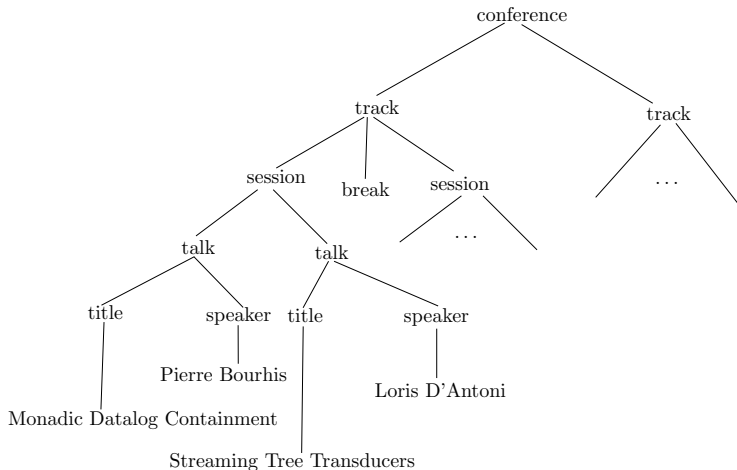 conference
track
track
session
break
session
...
...
talk
talk
title
speaker
title
speaker
Pierre Bourhis
Loris D'Antoni
Monadic Datalog Containment
Streaming Tree Transducers